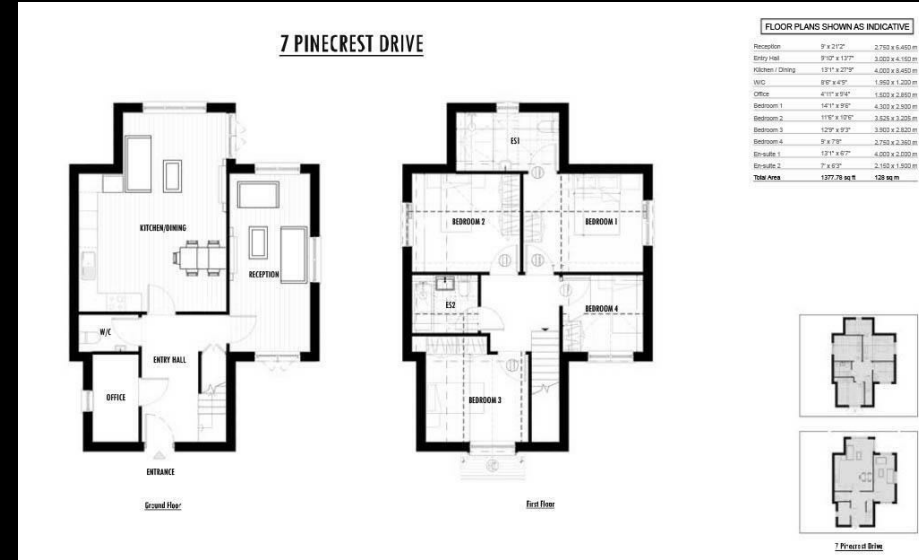 7 PINECREST DRIVE
FLOOR PLANS SHOWN AS INDICATIVE
Reception 9' x 21'2" 2.750 x 6.450 m
Entry Hall 9'10" x 13'7" 3.000 x 4.150 m
Kitchen / Dining 13'1" x 27'9" 4.000 x 8.450 m
W/C 6'5" x 4'5" 1.950 x 1.200 m
Office 4'11" x 9'4" 1.500 x 2.850 m
Bedroom 1 14'1" x 9'6" 4.300 x 2.900 m
Bedroom 2 11'6" x 10'6" 3.525 x 3.205 m
Bedroom 3 12'9" x 9'3" 3.900 x 2.820 m
Bedroom 4 9' x 7'9" 2.750 x 2.360 m
En-suite 1 13'1" x 6'7" 4.000 x 2.000 m
En-suite 2 7' x 6'3" 2.150 x 1.900 m
Total Area 1377.78 sq ft 128 sq m
KITCHEN/DINING
RECEPTION
W/C
ENTRY HALL
OFFICE
ENTRANCE
Ground Floor
ES1
BEDROOM 2
BEDROOM 1
ES2
BEDROOM 4
BEDROOM 3
First Floor
7 Pinecrest Drive